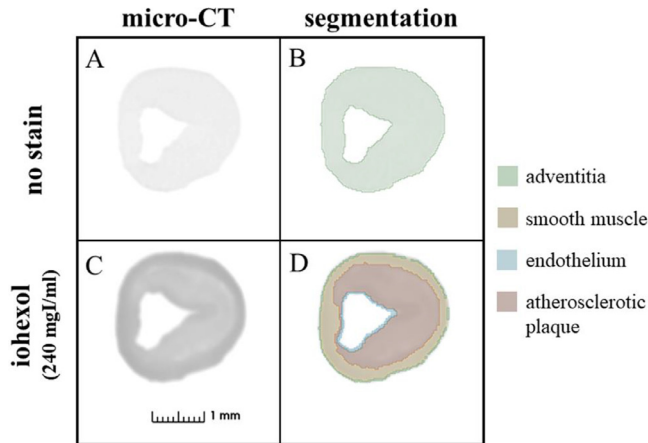 micro-CT segmentation
no stain
A
B
iohexol
(240 mgI/ml)
C
D
1 mm
adventitia
smooth muscle
endothelium
atherosclerotic
plaque